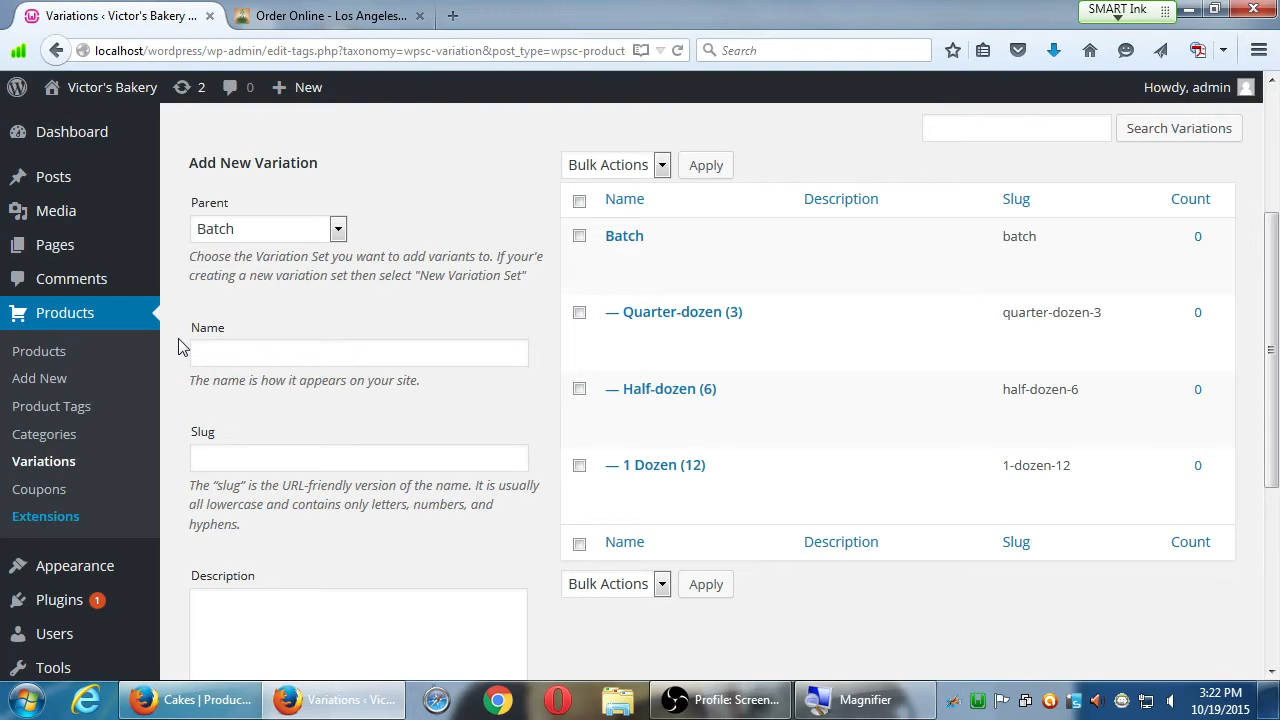 Variations ‹ Victor's Bakery ...
Order Online - Los Angeles...
SMART Ink
localhost/wordpress/wp-admin/edit-tags.php?taxonomy=wpsc-variation&post_type=wpsc-product
Search
Victor's Bakery
2
0
New
Howdy, admin
Dashboard
Posts
Media
Pages
Comments
Products
Products
Add New
Product Tags
Categories
Variations
Coupons
Extensions
Appearance
Plugins 1
Users
Tools
Search Variations
Add New Variation
Parent
Batch
Choose the Variation Set you want to add variants to. If your'e
creating a new variation set then select "New Variation Set"
Name
The name is how it appears on your site.
Slug
The “slug” is the URL-friendly version of the name. It is usually
all lowercase and contains only letters, numbers, and
hyphens.
Description
Bulk Actions
Apply
Name Description Slug Count
Batch batch 0
— Quarter-dozen (3) quarter-dozen-3 0
— Half-dozen (6) half-dozen-6 0
— 1 Dozen (12) 1-dozen-12 0
Name Description Slug Count
Bulk Actions
Apply
Cakes | Produc...
Variations ‹ Vic...
Profile: Screen...
Magnifier
3:22 PM
10/19/2015